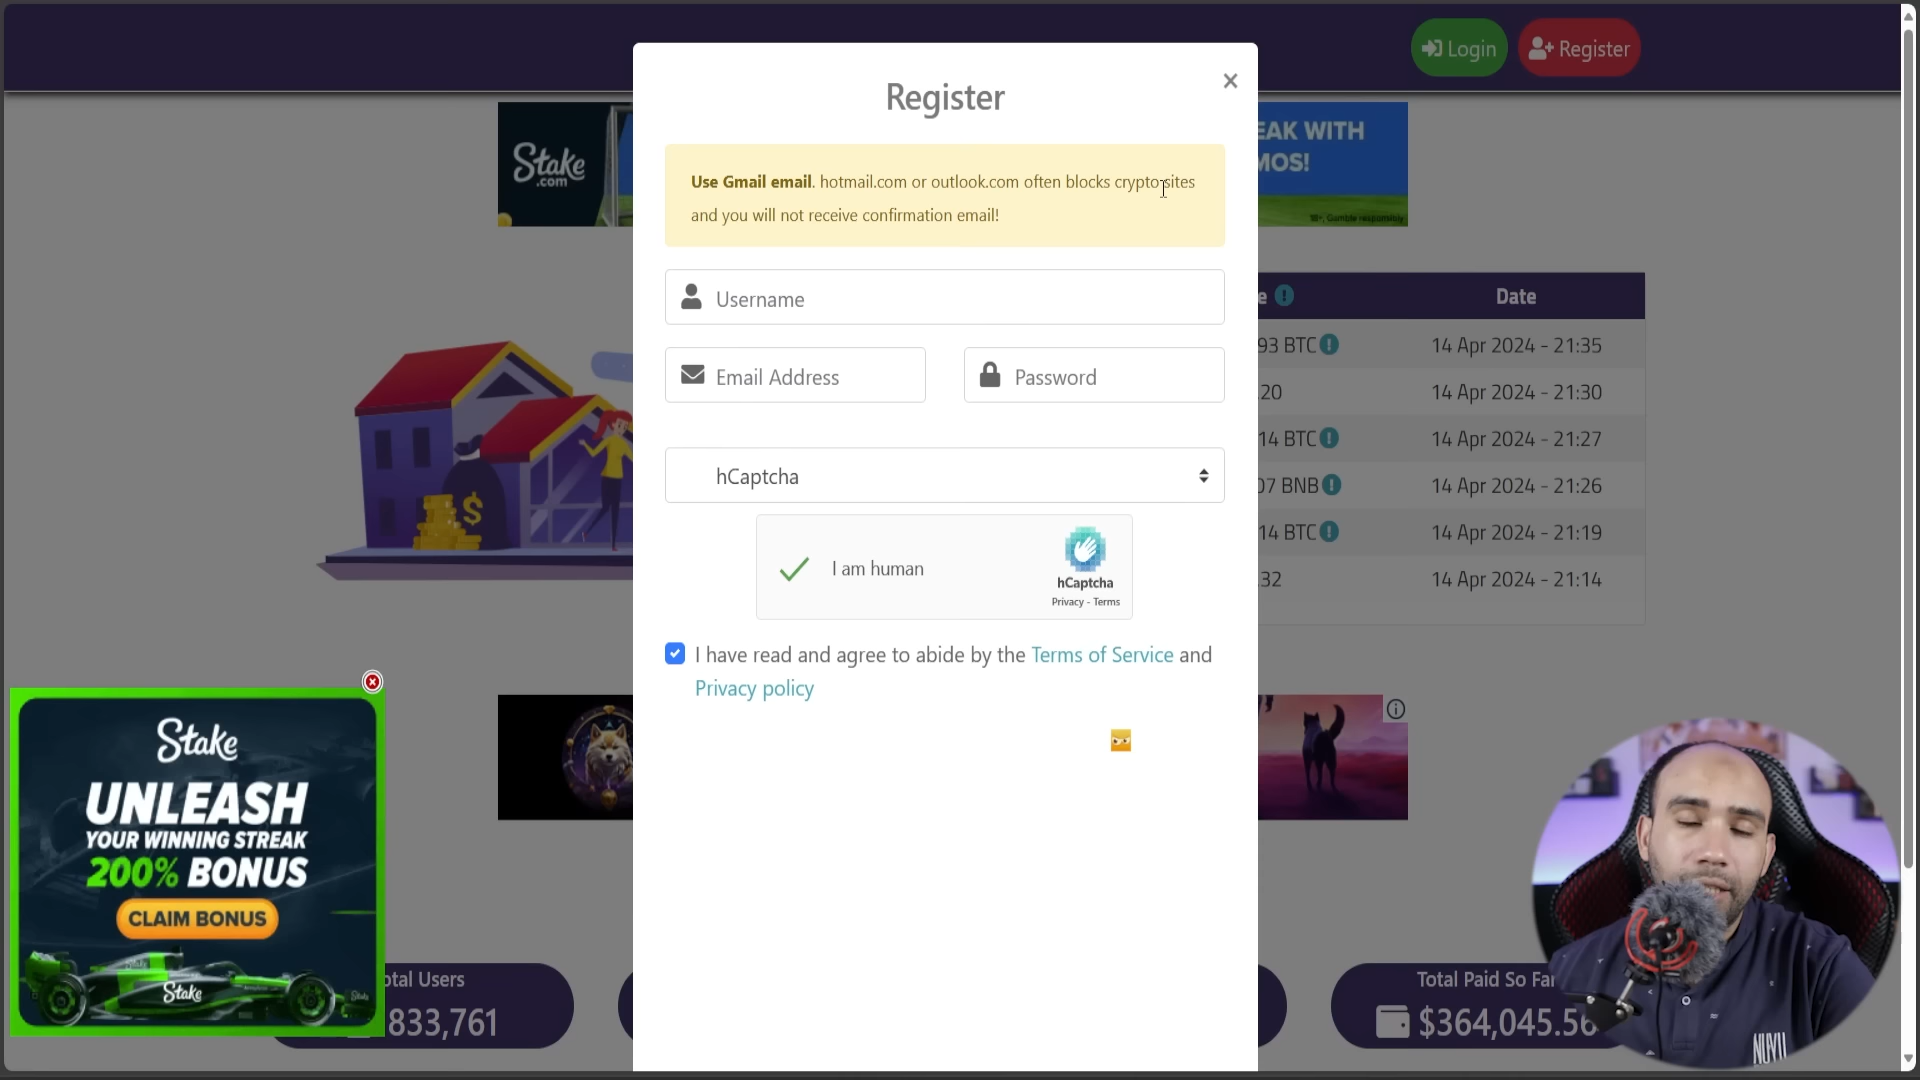 Login
Register
Register
×
Stake
.com
EAK WITH
MOS!
18+, Gamble responsibly
Use Gmail email. hotmail.com or outlook.com often blocks crypto sites
and you will not receive confirmation email!
Username
Email Address
Password
hCaptcha
I am human
hCaptcha
Privacy - Terms
I have read and agree to abide by the Terms of Service and
Privacy policy
e
Date
93 BTC
14 Apr 2024 - 21:35
.20
14 Apr 2024 - 21:30
14 BTC
14 Apr 2024 - 21:27
07 BNB
14 Apr 2024 - 21:26
14 BTC
14 Apr 2024 - 21:19
.32
14 Apr 2024 - 21:14
Stake
UNLEASH
YOUR WINNING STREAK
200% BONUS
CLAIM BONUS
Stake
otal Users
833,761
Total Paid So Far
$364,045.56
NUYU